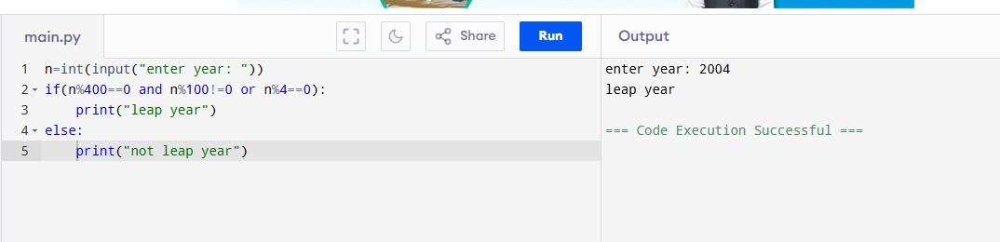 main.py
Share
Run
Output
1 n=int(input("enter year: "))
2 if(n%400==0 and n%100!=0 or n%4==0):
3     print("leap year")
4 else:
5     print("not leap year")
enter year: 2004
leap year
=== Code Execution Successful ===